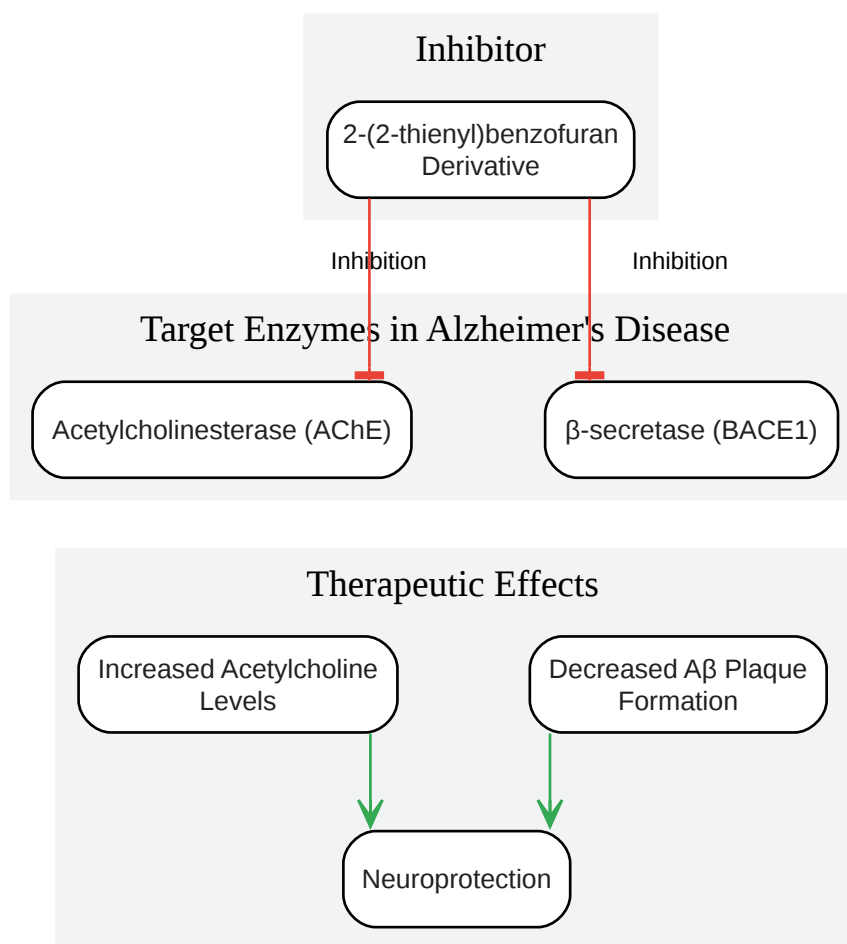 Inhibitor
2-(2-thienyl)benzofuran
Derivative
Inhibition
Inhibition
Target Enzymes in Alzheimer's Disease
Acetylcholinesterase (AChE)
β-secretase (BACE1)
Therapeutic Effects
Increased Acetylcholine
Levels
Decreased Aβ Plaque
Formation
Neuroprotection